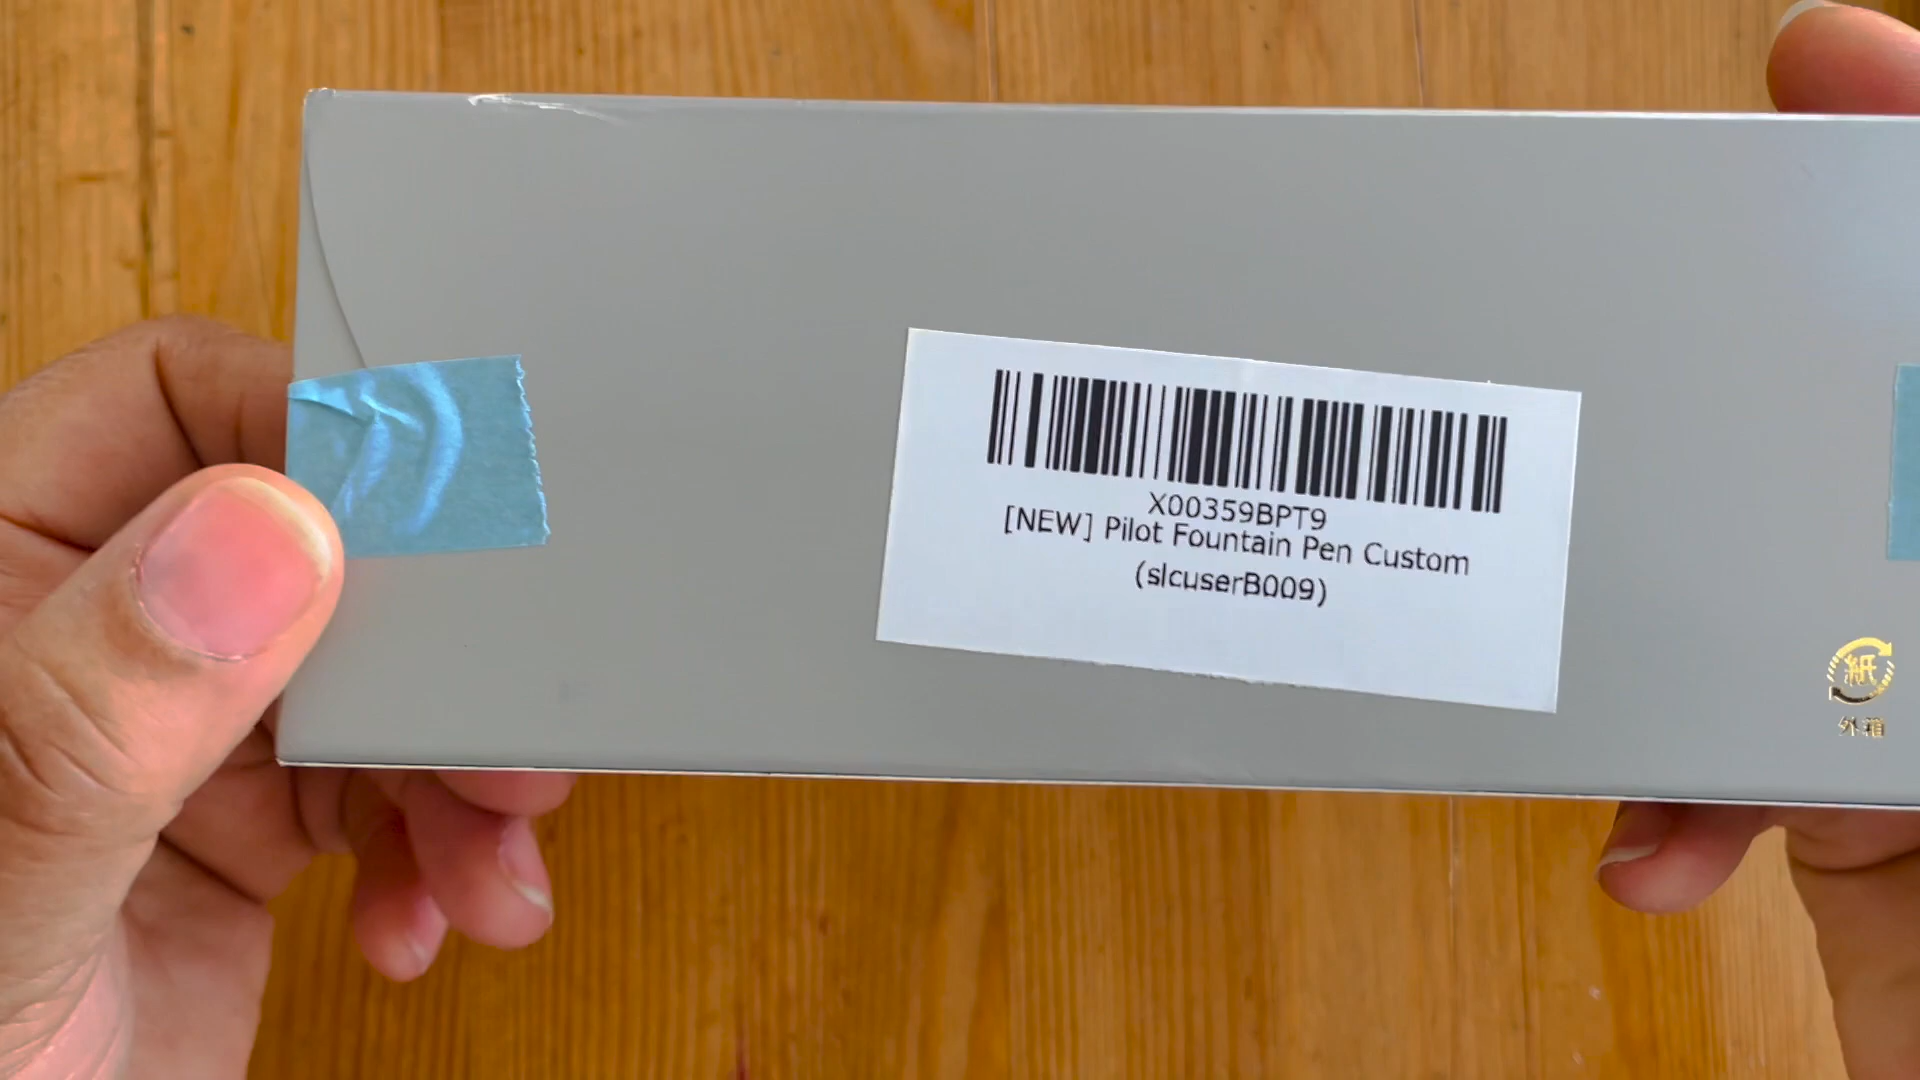 X00359BPT9
[NEW] Pilot Fountain Pen Custom
(slcuserB009)
紙
外箱